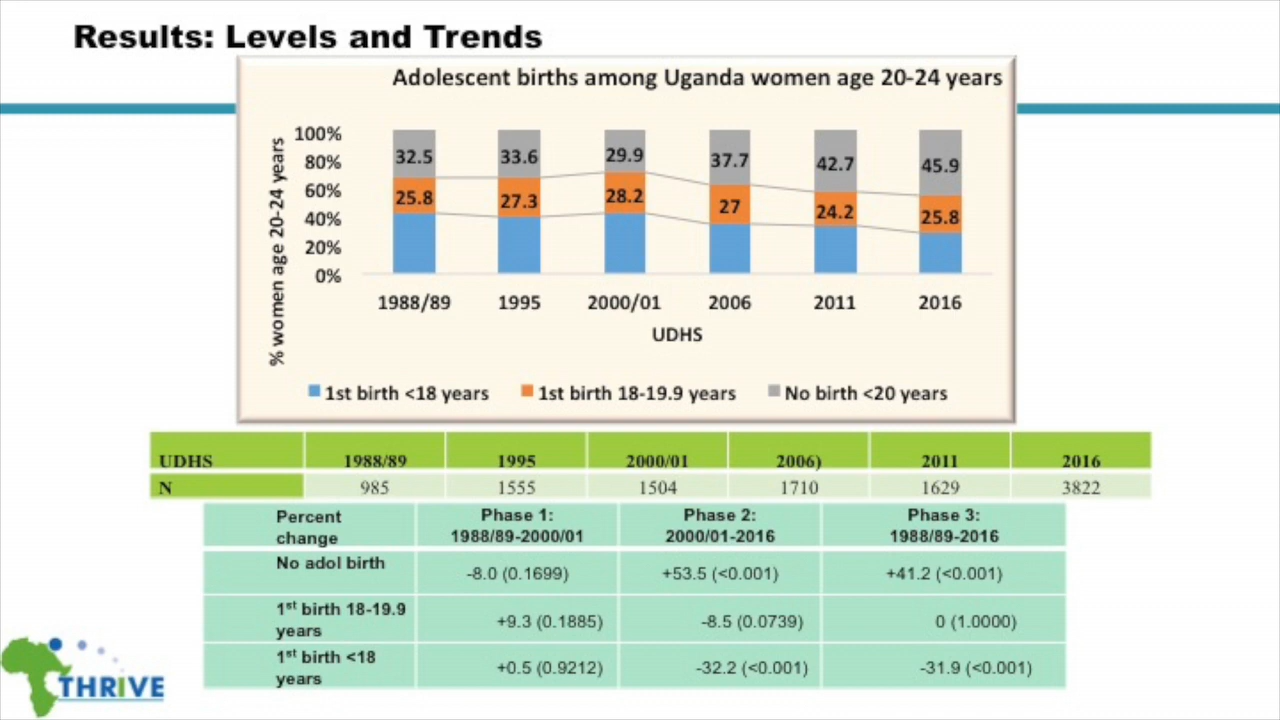 Results: Levels and Trends
Adolescent births among Uganda women age 20-24 years
% women age 20-24 years
100%
80%
60%
40%
20%
0%
32.5 33.6 29.9 37.7 42.7 45.9
25.8 27.3 28.2 27 24.2 25.8
1988/89 1995 2000/01 2006 2011 2016
UDHS
1st birth <18 years 1st birth 18-19.9 years No birth <20 years
UDHS 1988/89 1995 2000/01 2006) 2011 2016
N 985 1555 1504 1710 1629 3822
Percent change Phase 1: 1988/89-2000/01 Phase 2: 2000/01-2016 Phase 3: 1988/89-2016
No adol birth -8.0 (0.1699) +53.5 (<0.001) +41.2 (<0.001)
1st birth 18-19.9 years +9.3 (0.1885) -8.5 (0.0739) 0 (1.0000)
1st birth <18 years +0.5 (0.9212) -32.2 (<0.001) -31.9 (<0.001)
THRIVE